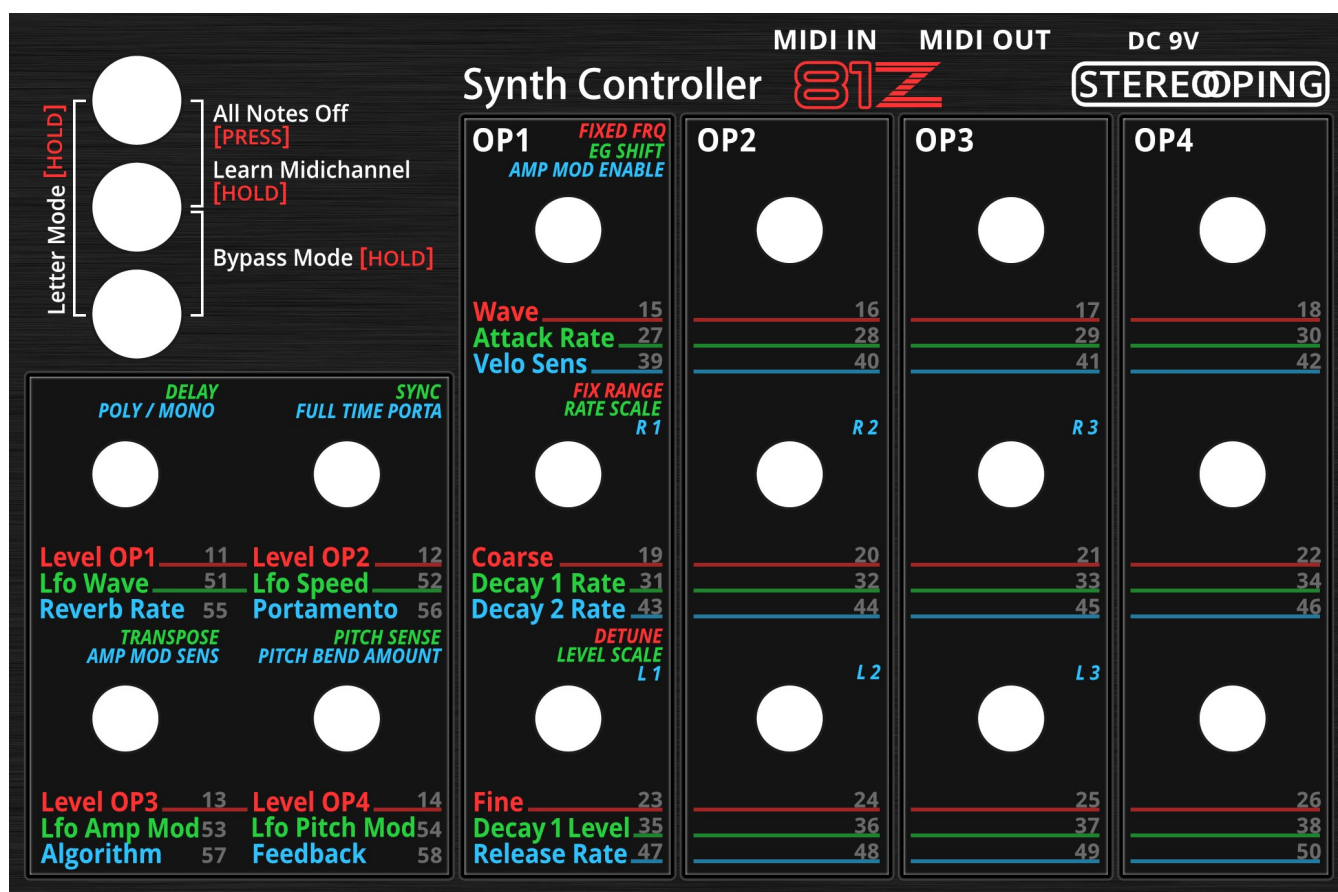 MIDI IN MIDI OUT DC 9V
Synth Controller 81Z STEREOOPING
Letter Mode [HOLD]
All Notes Off
[PRESS]
Learn Midichannel
[HOLD]
Bypass Mode [HOLD]
DELAY SYNC
POLY / MONO FULL TIME PORTA
Level OP1 11 Level OP2 12
Lfo Wave 51 Lfo Speed 52
Reverb Rate 55 Portamento 56
TRANSPOSE PITCH SENSE
AMP MOD SENS PITCH BEND AMOUNT
Level OP3 13 Level OP4 14
Lfo Amp Mod 53 Lfo Pitch Mod 54
Algorithm 57 Feedback 58
OP1 FIXED FRQ OP2 OP3 OP4
EG SHIFT
AMP MOD ENABLE
Wave 15 16 17 18
Attack Rate 27 28 29 30
Velo Sens 39 40 41 42
FIX RANGE
RATE SCALE
R 1 R 2 R 3
Coarse 19 20 21 22
Decay 1 Rate 31 32 33 34
Decay 2 Rate 43 44 45 46
DETUNE
LEVEL SCALE
L 1 L 2 L 3
Fine 23 24 25 26
Decay 1 Level 35 36 37 38
Release Rate 47 48 49 50